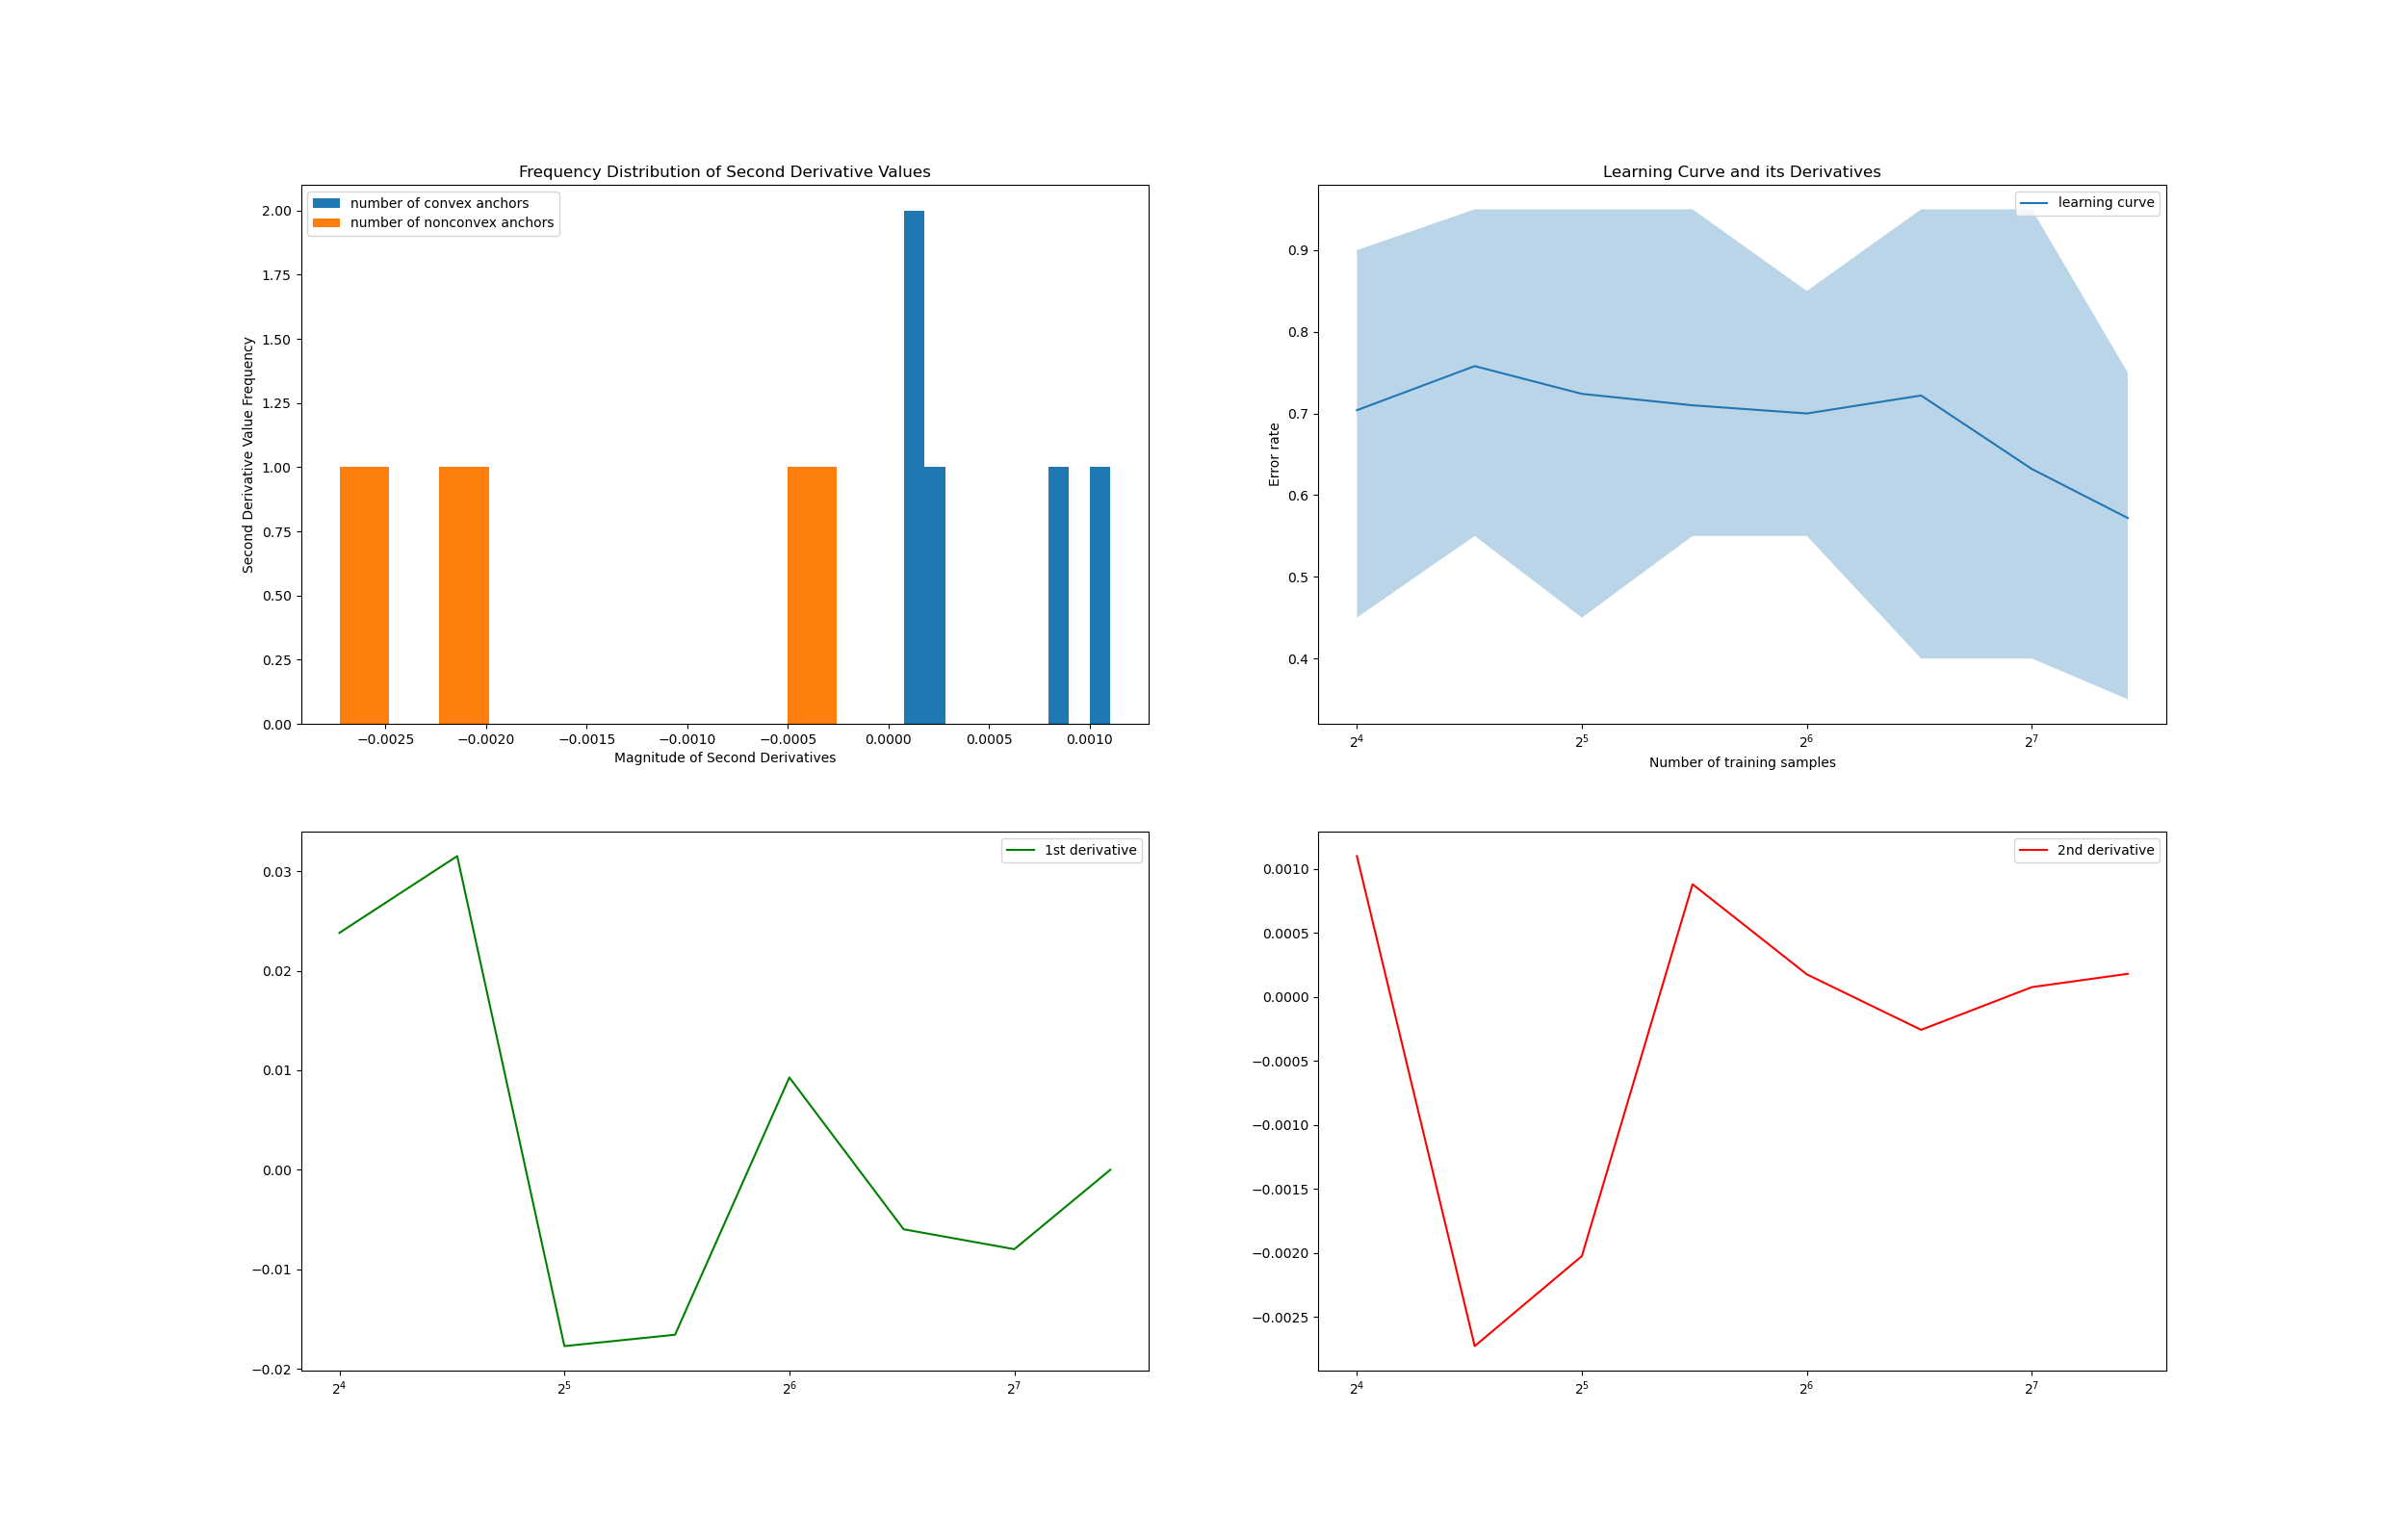 Frequency Distribution of Second Derivative Values
number of convex anchors
number of nonconvex anchors
2.00
1.75
1.50
1.25
1.00
0.75
0.50
0.25
0.00
Second Derivative Value Frequency
−0.0025 −0.0020 −0.0015 −0.0010 −0.0005 0.0000 0.0005 0.0010
Magnitude of Second Derivatives
Learning Curve and its Derivatives
learning curve
0.9
0.8
0.7
0.6
0.5
0.4
Error rate
2⁴ 2⁵ 2⁶ 2⁷
Number of training samples
1st derivative
0.03
0.02
0.01
0.00
−0.01
−0.02
2⁴ 2⁵ 2⁶ 2⁷
2nd derivative
0.0010
0.0005
0.0000
−0.0005
−0.0010
−0.0015
−0.0020
−0.0025
2⁴ 2⁵ 2⁶ 2⁷